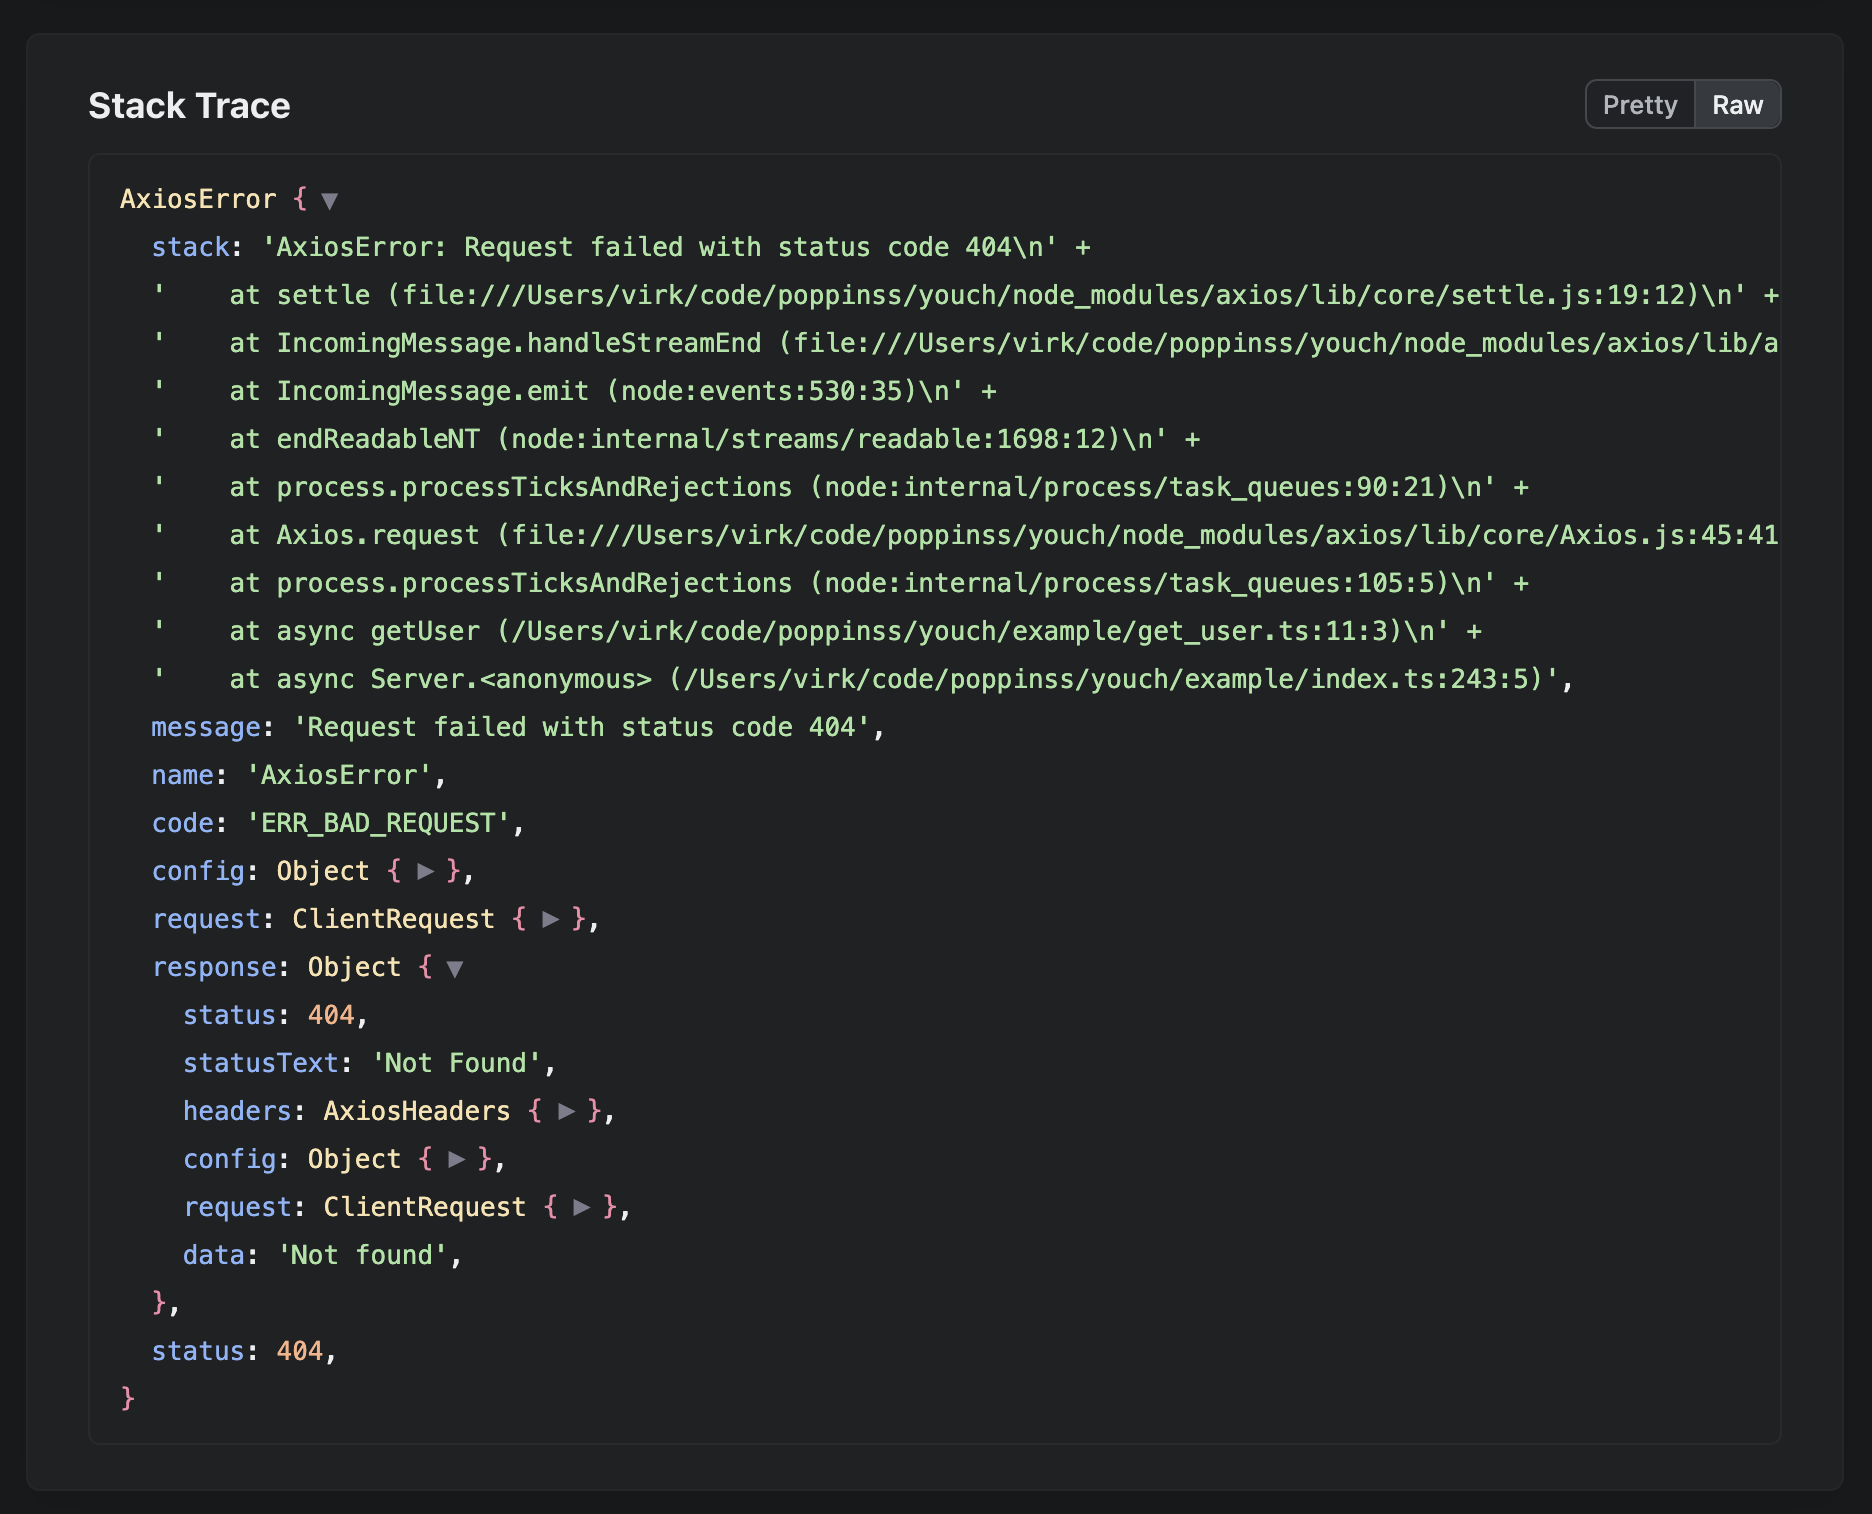 Stack Trace
Pretty Raw
AxiosError { ▼
  stack: 'AxiosError: Request failed with status code 404\n' +
  '    at settle (file:///Users/virk/code/poppinss/youch/node_modules/axios/lib/core/settle.js:19:12)\n' +
  '    at IncomingMessage.handleStreamEnd (file:///Users/virk/code/poppinss/youch/node_modules/axios/lib/a
  '    at IncomingMessage.emit (node:events:530:35)\n' +
  '    at endReadableNT (node:internal/streams/readable:1698:12)\n' +
  '    at process.processTicksAndRejections (node:internal/process/task_queues:90:21)\n' +
  '    at Axios.request (file:///Users/virk/code/poppinss/youch/node_modules/axios/lib/core/Axios.js:45:41
  '    at process.processTicksAndRejections (node:internal/process/task_queues:105:5)\n' +
  '    at async getUser (/Users/virk/code/poppinss/youch/example/get_user.ts:11:3)\n' +
  '    at async Server.<anonymous> (/Users/virk/code/poppinss/youch/example/index.ts:243:5)',
  message: 'Request failed with status code 404',
  name: 'AxiosError',
  code: 'ERR_BAD_REQUEST',
  config: Object { ▶ },
  request: ClientRequest { ▶ },
  response: Object { ▼
    status: 404,
    statusText: 'Not Found',
    headers: AxiosHeaders { ▶ },
    config: Object { ▶ },
    request: ClientRequest { ▶ },
    data: 'Not found',
  },
  status: 404,
}